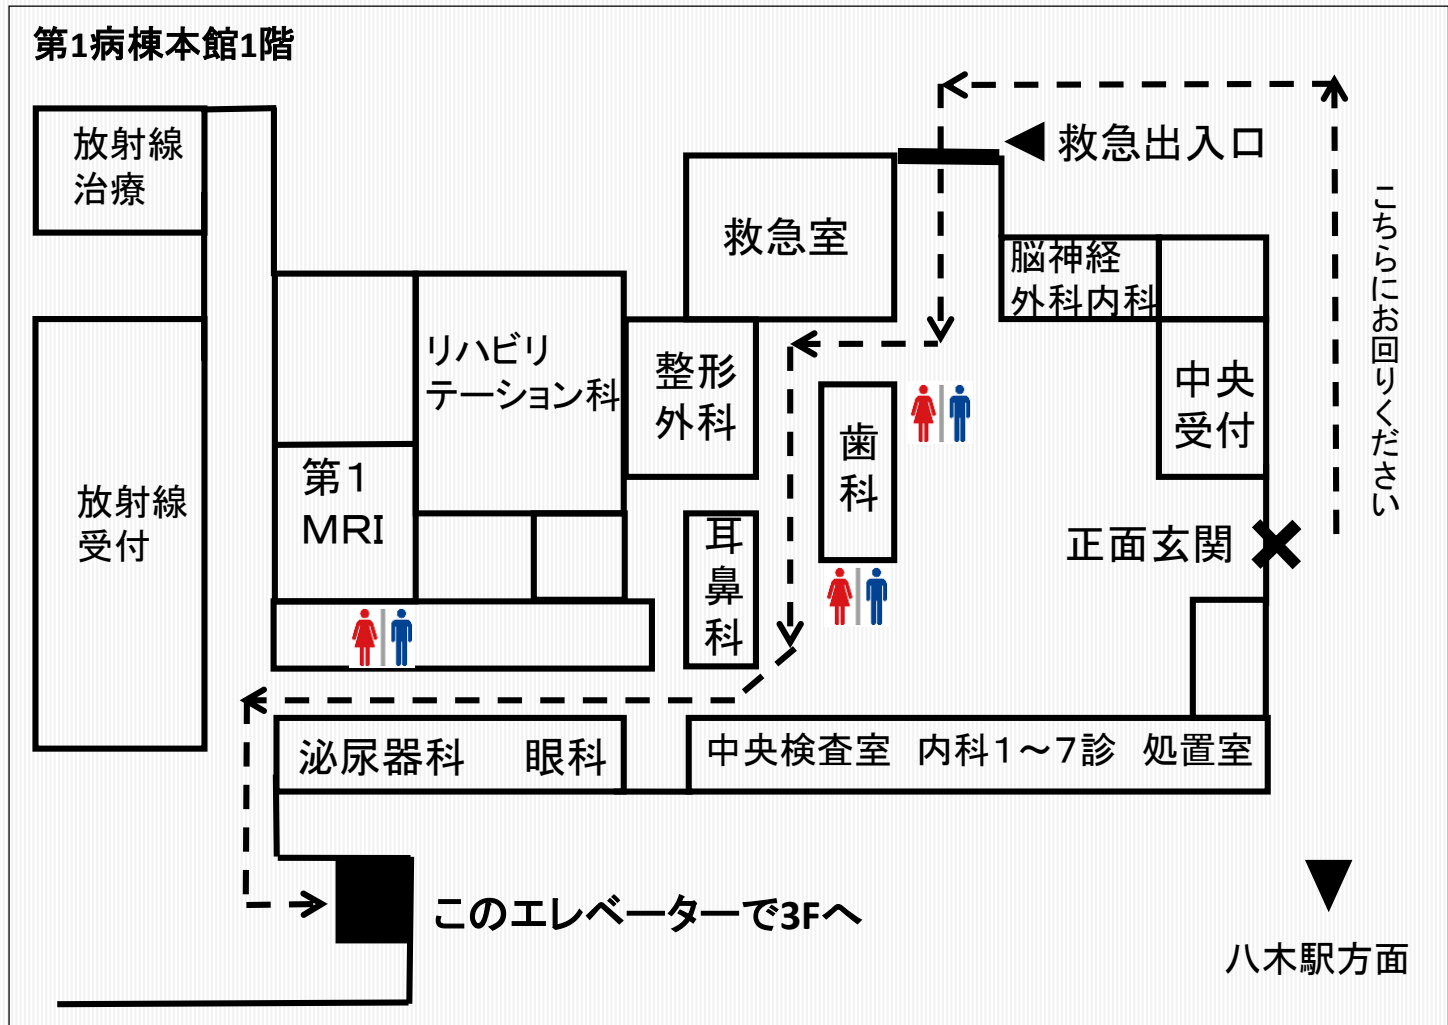 第1病棟本館1階
放射線
治療
救急出入口
救急室
脳神経
外科内科
こちらにお回りください
リハビリ
テーション科
整形
外科
歯科
中央
受付
放射線
受付
第1
MRI
耳鼻科
正面玄関
泌尿器科 眼科
中央検査室 内科1〜7診 処置室
このエレベーターで3Fへ
八木駅方面